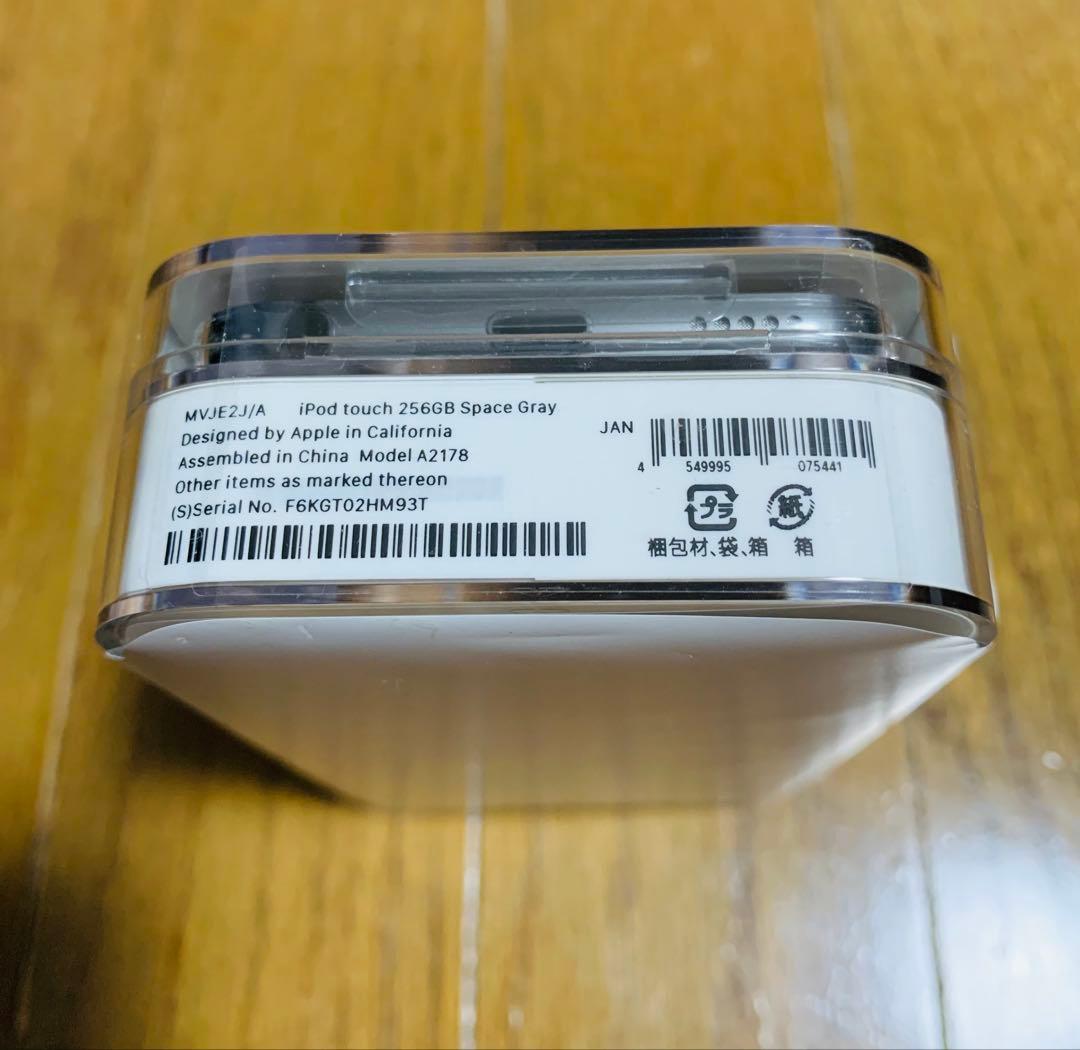 MVJE2J/A iPod touch 256GB Space Gray
Designed by Apple in California
Assembled in China Model A2178
Other items as marked thereon
(S)Serial No. F6KGT02HM93T
JAN
4 549995 075441
プラ 紙
梱包材、袋、箱 箱